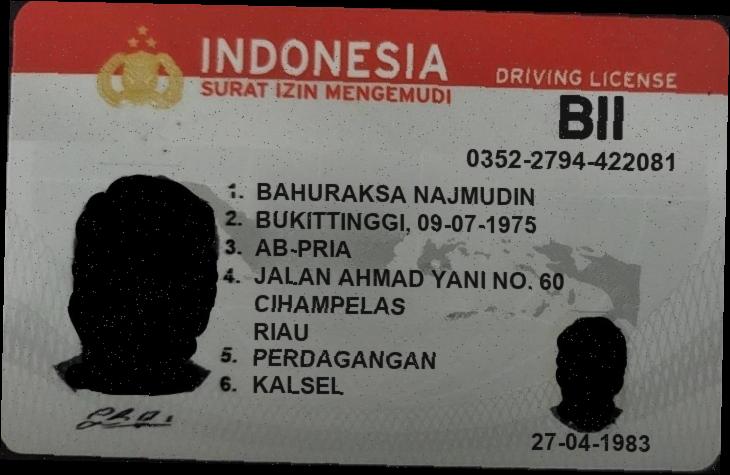 INDONESIA
SURAT IZIN MENGEMUDI
DRIVING LICENSE
BII
0352-2794-422081
1. BAHURAKSA NAJMUDIN
2. BUKITTINGGI, 09-07-1975
3. AB-PRIA
4. JALAN AHMAD YANI NO. 60
CIHAMPELAS
RIAU
5. PERDAGANGAN
6. KALSEL
27-04-1983